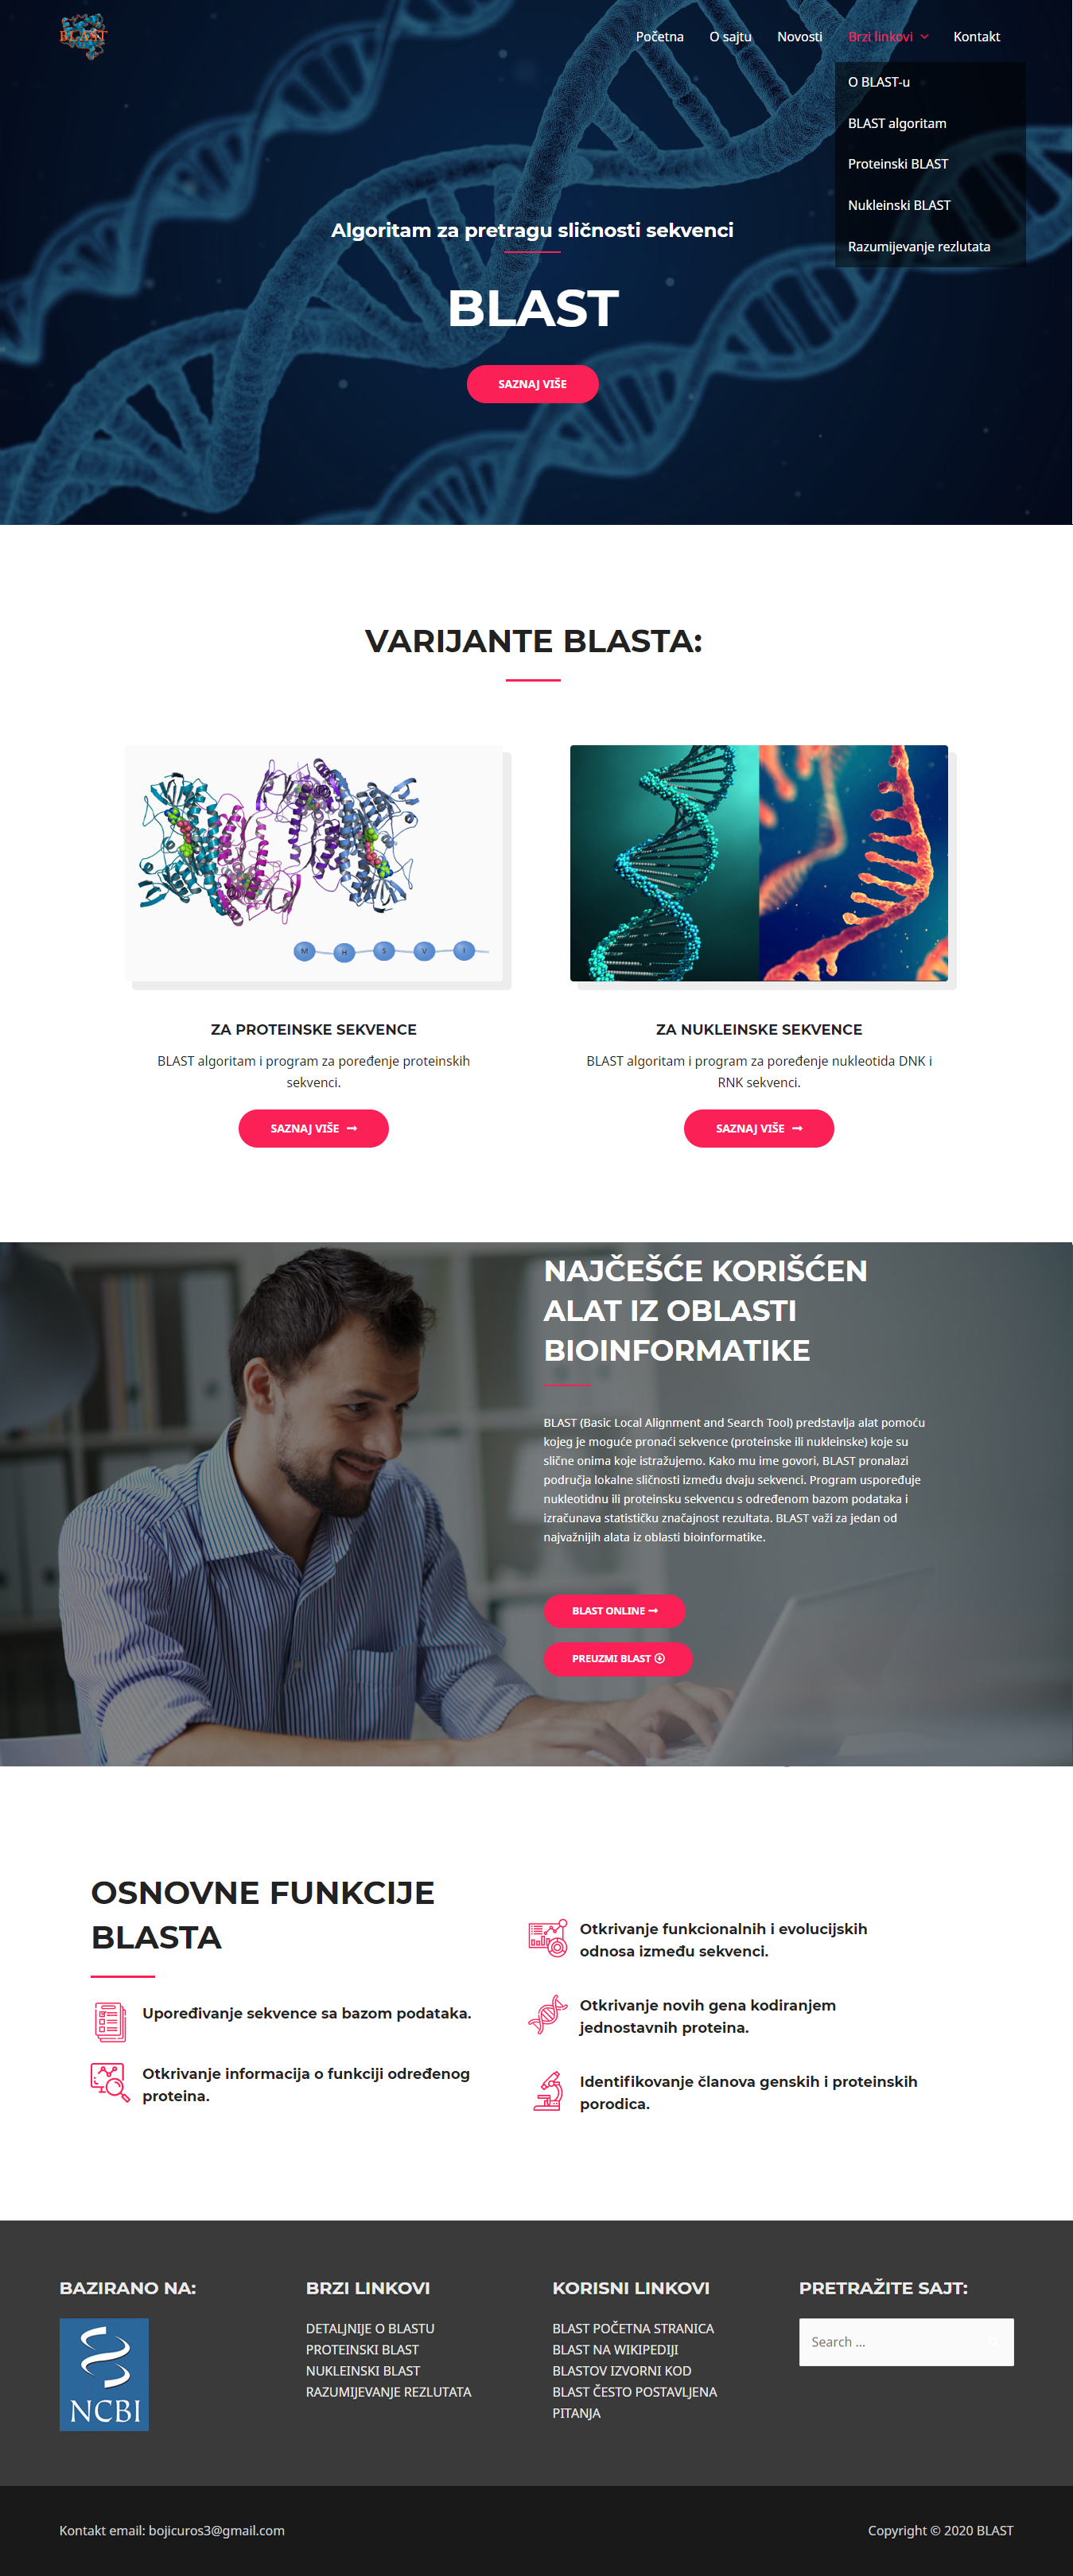 BLAST
Početna
O sajtu
Novosti
Brzi linkovi
Kontakt
O BLAST-u
BLAST algoritam
Proteinski BLAST
Nukleinski BLAST
Razumijevanje rezlutata
Algoritam za pretragu sličnosti sekvenci
BLAST
SAZNAJ VIŠE
VARIJANTE BLASTA:
M H S V I
ZA PROTEINSKE SEKVENCE
BLAST algoritam i program za poređenje proteinskih
sekvenci.
SAZNAJ VIŠE
ZA NUKLEINSKE SEKVENCE
BLAST algoritam i program za poređenje nukleotida DNK i
RNK sekvenci.
SAZNAJ VIŠE
NAJČEŠĆE KORIŠĆEN
ALAT IZ OBLASTI
BIOINFORMATIKE
BLAST (Basic Local Alignment and Search Tool) predstavlja alat pomoću
kojeg je moguće pronaći sekvence (proteinske ili nukleinske) koje su
slične onima koje istražujemo. Kako mu ime govori, BLAST pronalazi
područja lokalne sličnosti između dvaju sekvenci. Program uspoređuje
nukleotidnu ili proteinsku sekvencu s određenom bazom podataka i
izračunava statističku značajnost rezultata. BLAST važi za jedan od
najvažnijih alata iz oblasti bioinformatike.
BLAST ONLINE
PREUZMI BLAST
OSNOVNE FUNKCIJE
BLASTA
Upoređivanje sekvence sa bazom podataka.
Otkrivanje informacija o funkciji određenog
proteina.
Otkrivanje funkcionalnih i evolucijskih
odnosa između sekvenci.
Otkrivanje novih gena kodiranjem
jednostavnih proteina.
Identifikovanje članova genskih i proteinskih
porodica.
BAZIRANO NA:
NCBI
BRZI LINKOVI
DETALJNIJE O BLASTU
PROTEINSKI BLAST
NUKLEINSKI BLAST
RAZUMIJEVANJE REZLUTATA
KORISNI LINKOVI
BLAST POČETNA STRANICA
BLAST NA WIKIPEDIJI
BLASTOV IZVORNI KOD
BLAST ČESTO POSTAVLJENA
PITANJA
PRETRAŽITE SAJT:
Search ...
Kontakt email: bojicuros3@gmail.com
Copyright © 2020 BLAST